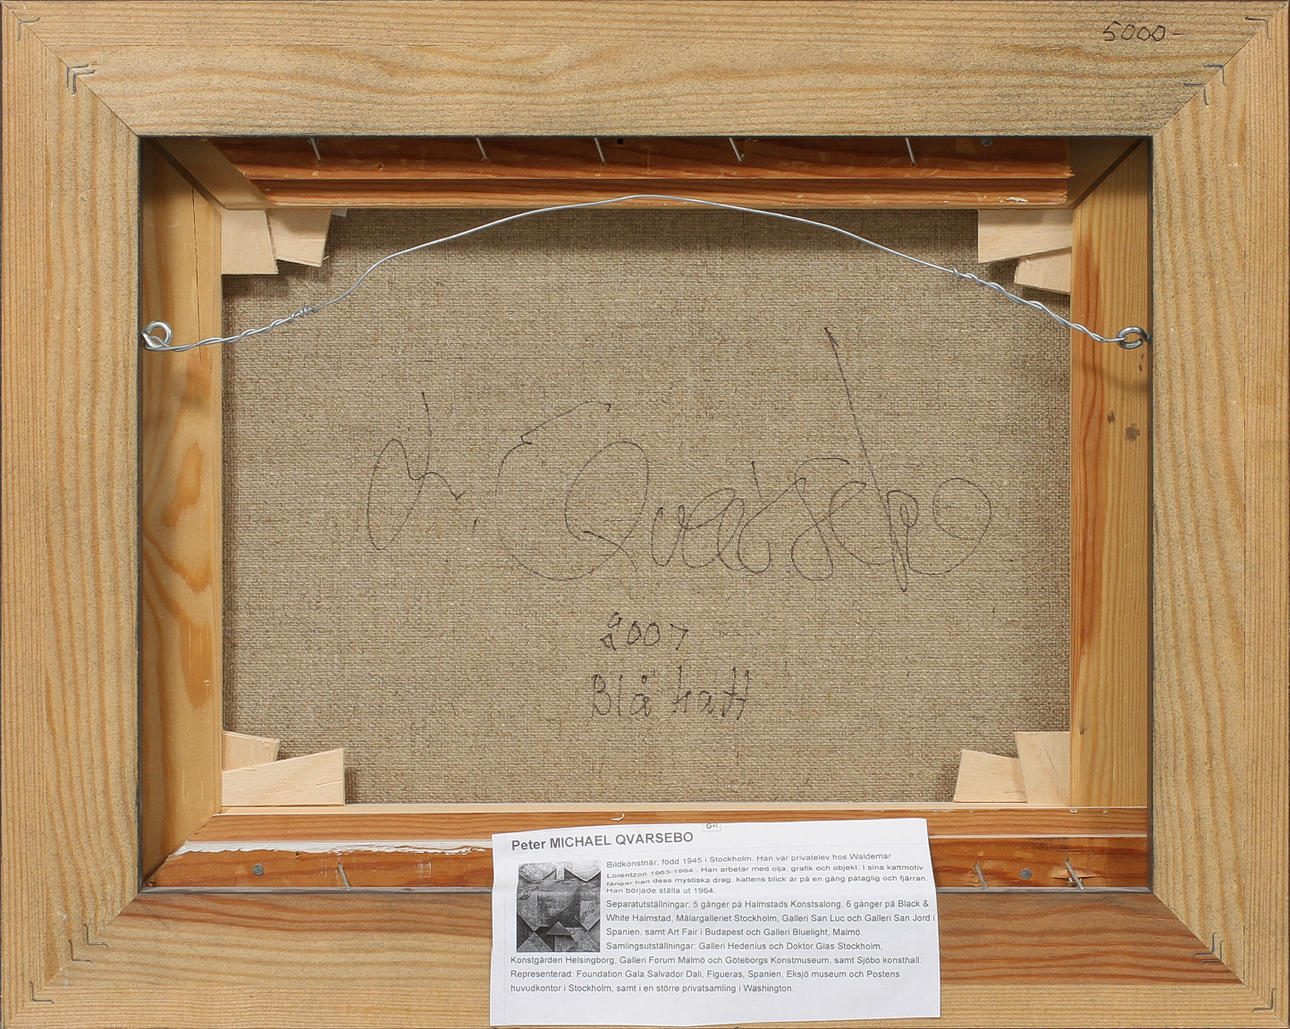 5000-
Qvarsebo
2007
Blå katt
G+1
Peter MICHAEL QVARSEBO
Bildkonstnär, född 1945 i Stockholm. Han var privatelev hos Waldemar
Lorentzon 1963-1964 . Han arbetar med olja, grafik och objekt. I sina kattmotiv
fångar han dess mystiska drag, kattens blick är på en gång påtaglig och fjärran.
Han började ställa ut 1964.
Separatutställningar: 5 gånger på Halmstads Konstsalong, 6 gånger på Black &
White Halmstad, Mälargalleriet Stockholm, Galleri San Luc och Galleri San Jord i
Spanien, samt Art Fair i Budapest och Galleri Bluelight, Malmö.
Samlingsutställningar: Galleri Hedenius och Doktor Glas Stockholm,
Konstgården Helsingborg, Galleri Forum Malmö och Göteborgs Konstmuseum, samt Sjöbo konsthall.
Representerad: Foundation Gala Salvador Dali, Figueras, Spanien, Eksjö museum och Postens
huvudkontor i Stockholm, samt i en större privatsamling i Washington.